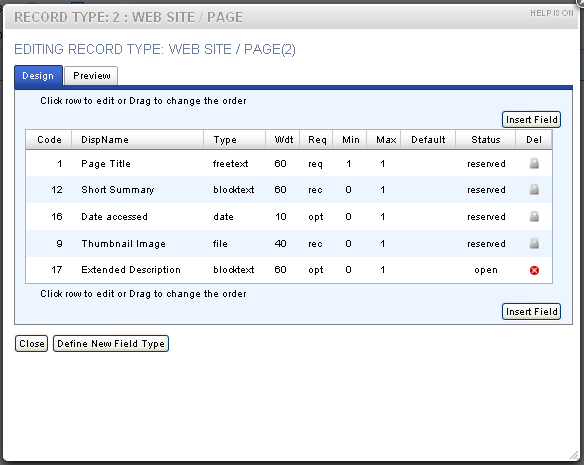 RECORD TYPE: 2 : WEB SITE / PAGE HELP IS ON
EDITING RECORD TYPE: WEB SITE / PAGE(2)
Design Preview
Click row to edit or Drag to change the order
Insert Field
Code DispName Type Wdt Req Min Max Default Status Del
1 Page Title freetext 60 req 1 1 reserved
12 Short Summary blocktext 60 rec 0 1 reserved
16 Date accessed date 10 opt 0 1 reserved
9 Thumbnail Image file 40 rec 0 1 reserved
17 Extended Description blocktext 60 opt 0 1 open
Click row to edit or Drag to change the order
Insert Field
Close Define New Field Type